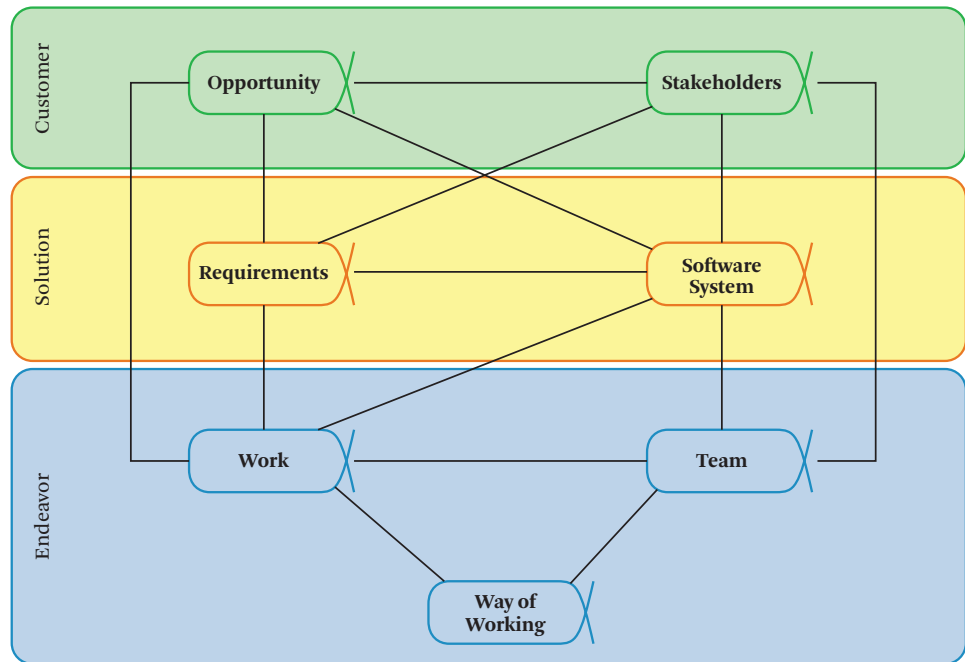 Customer
Opportunity
Stakeholders
Solution
Requirements
Software
System
Endeavor
Work
Team
Way of
Working